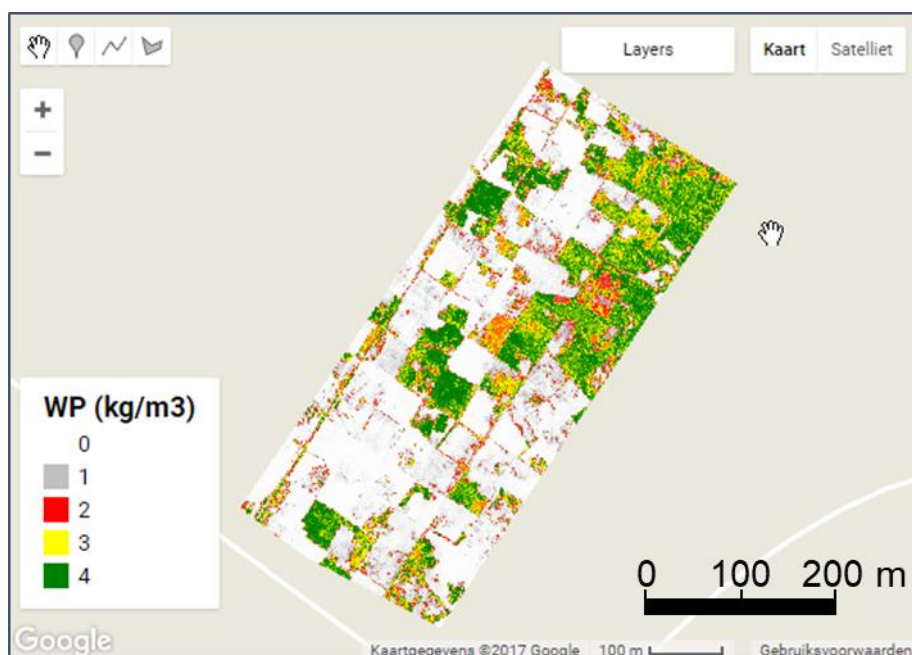 Layers
Kaart
Satelliet
+
−
WP (kg/m3)
0
1
2
3
4
0 100 200 m
Google
Kaartgegevens ©2017 Google
100 m
Gebruiksvoorwaarden